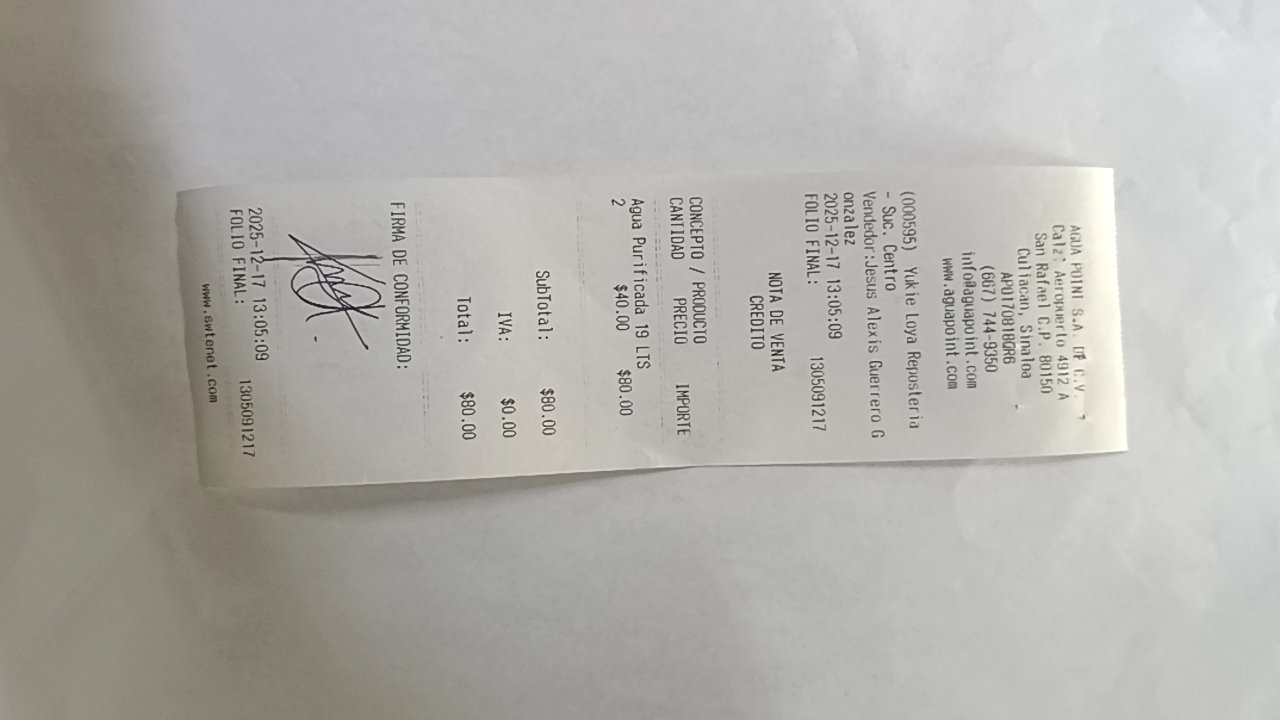 AGUA POINT S.A. DE C.V.
Calz. Aeropuerto 4912 A
San Rafael C.P. 80150
Culiacan, Sinaloa
APO170818QR6
(667) 744-9350
info@aguapoint.com
www.aguapoint.com
(000595) Yukie Loya Reposteria
- Suc. Centro
Vendedor:Jesus Alexis Guerrero G
onzalez
2025-12-17 13:05:09
FOLIO FINAL: 1305091217
NOTA DE VENTA
CREDITO
CONCEPTO / PRODUCTO
CANTIDAD PRECIO IMPORTE
Agua Purificada 19 LTS
2 $40.00 $80.00
SubTotal: $80.00
IVA: $0.00
Total: $80.00
FIRMA DE CONFORMIDAD:
2025-12-17 13:05:09
FOLIO FINAL: 1305091217
www.swtenet.com